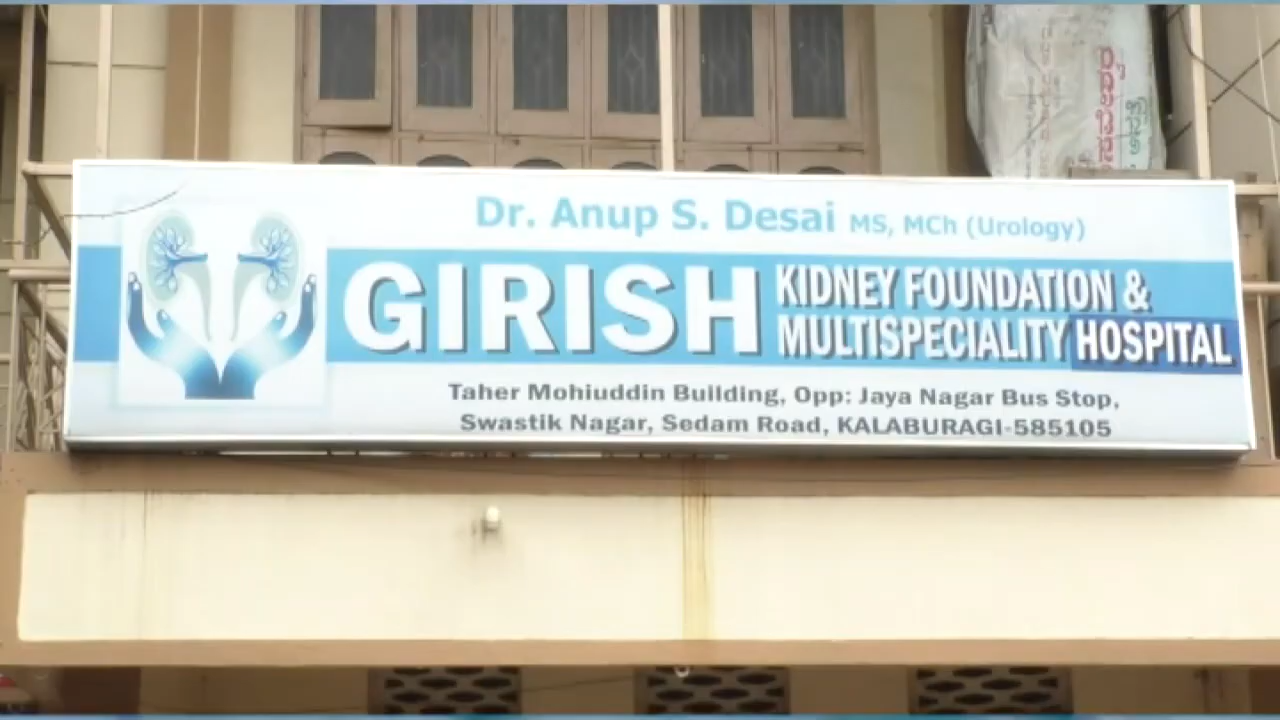 Dr. Anup S. Desai MS, MCh (Urology)
GIRISH KIDNEY FOUNDATION &
MULTISPECIALITY HOSPITAL
Taher Mohiuddin Building, Opp: Jaya Nagar Bus Stop,
Swastik Nagar, Sedam Road, KALABURAGI-585105